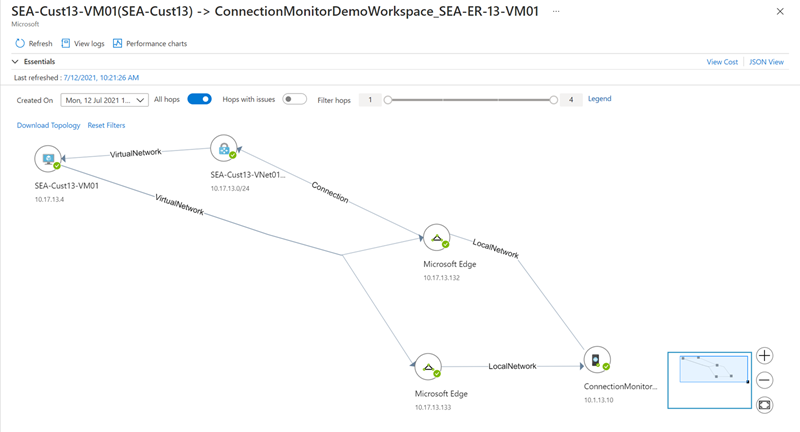 SEA-Cust13-VM01(SEA-Cust13) -> ConnectionMonitorDemoWorkspace_SEA-ER-13-VM01 ...
Microsoft
Refresh View logs Performance charts
Essentials View Cost JSON View
Last refreshed : 7/12/2021, 10:21:26 AM
Created On Mon, 12 Jul 2021 1... All hops Hops with issues Filter hops 1 4 Legend
Download Topology Reset Filters
VirtualNetwork
SEA-Cust13-VM01
10.17.13.4
SEA-Cust13-VNet01...
10.17.13.0/24
VirtualNetwork
Connection
LocalNetwork
Microsoft Edge
10.17.13.132
LocalNetwork
Microsoft Edge
10.17.13.133
ConnectionMonitor...
10.1.13.10